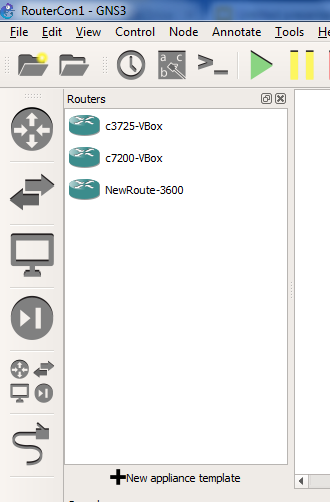 RouterCon1 - GNS3
File Edit View Control Node Annotate Tools
Routers
c3725-VBox
c7200-VBox
NewRoute-3600
New appliance template